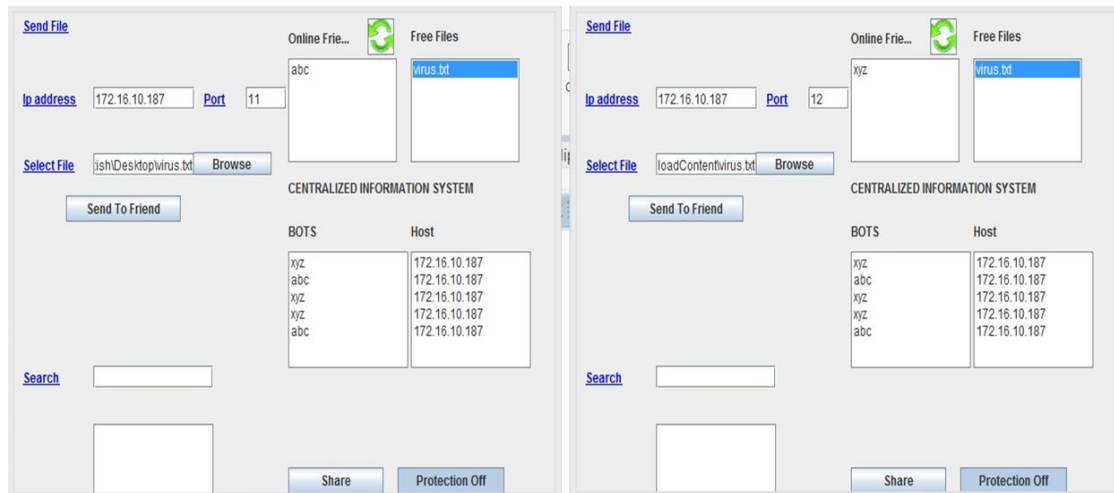 Send File
Online Frie...
Free Files
abc
virus.txt
Ip address
172.16.10.187
Port
11
Select File
:ish\Desktop\virus.txt
Browse
CENTRALIZED INFORMATION SYSTEM
Send To Friend
BOTS
Host
xyz
172.16.10.187
abc
172.16.10.187
xyz
172.16.10.187
xyz
172.16.10.187
abc
172.16.10.187
Search
Share
Protection Off
Send File
Online Frie...
Free Files
xyz
virus.txt
Ip address
172.16.10.187
Port
12
Select File
loadContent\virus.txt
Browse
CENTRALIZED INFORMATION SYSTEM
Send To Friend
BOTS
Host
xyz
172.16.10.187
abc
172.16.10.187
xyz
172.16.10.187
xyz
172.16.10.187
abc
172.16.10.187
Search
Share
Protection Off